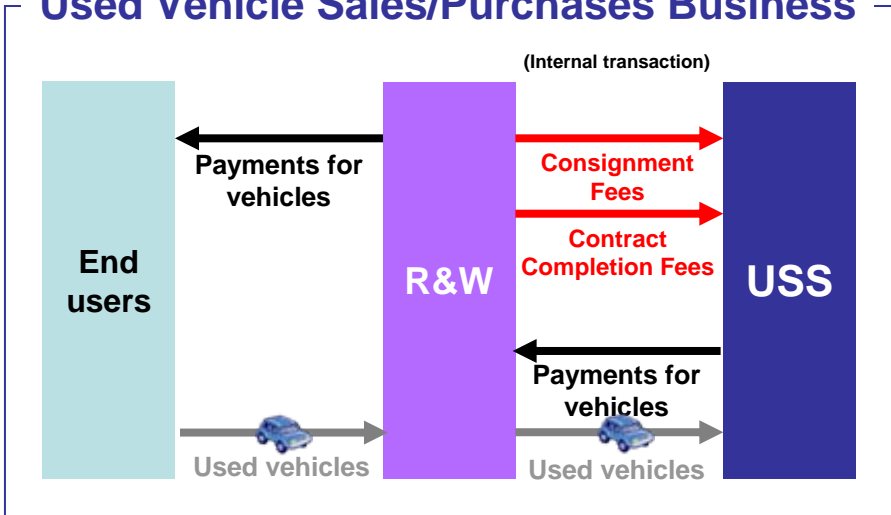 Used Vehicle Sales/Purchases Business
(Internal transaction)
Payments for
vehicles
Consignment
Fees
Contract
Completion Fees
End
users
R&W
USS
Payments for
vehicles
Used vehicles
Used vehicles